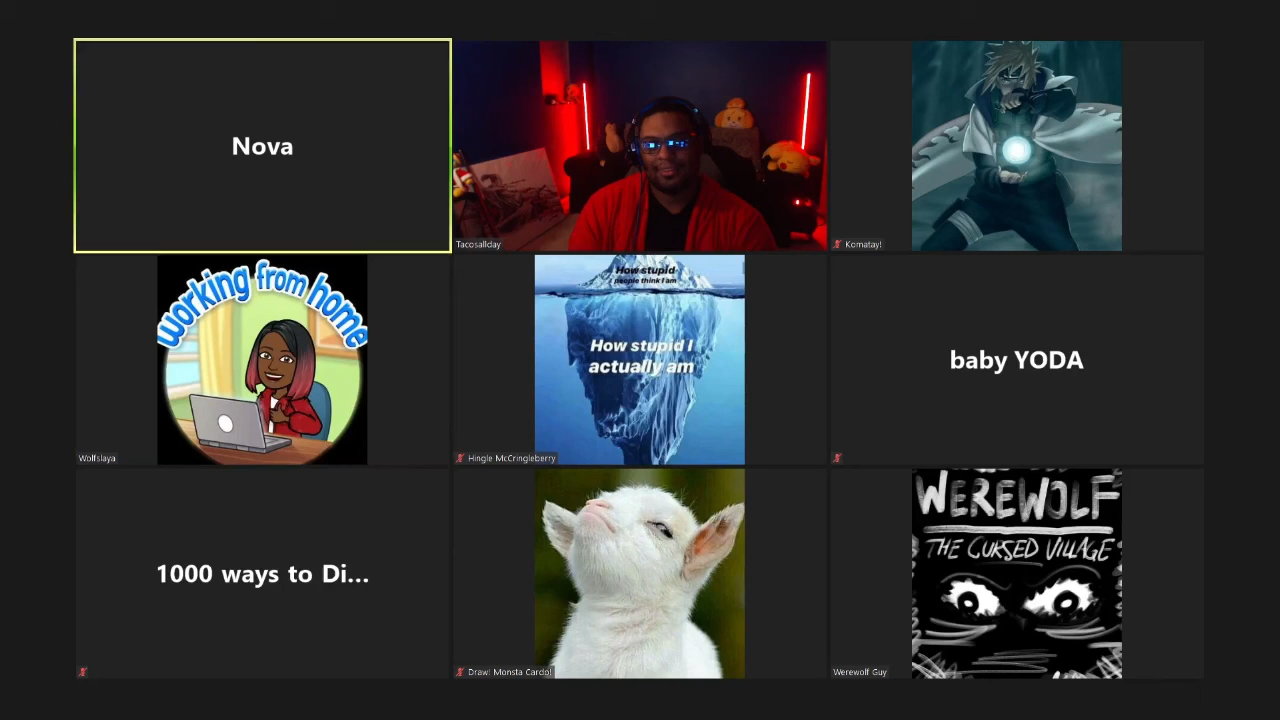 Nova
Tacosallday
Komatay!
working from home
Wolfslaya
How stupid
people think I am
How stupid I
actually am
Hingle McCringleberry
baby YODA
1000 ways to Di...
Draw! Monsta Cardo!
WEREWOLF
THE CURSED VILLAGE
Werewolf Guy